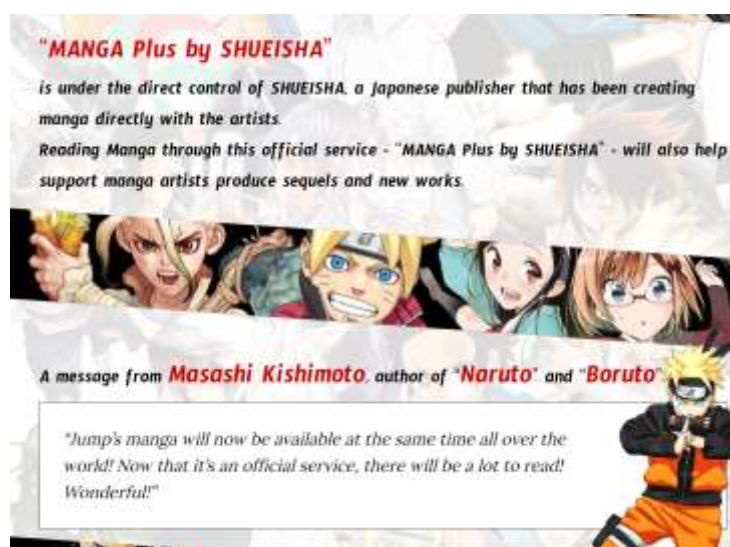 "MANGA Plus by SHUEISHA"
is under the direct control of SHUEISHA, a Japanese publisher that has been creating
manga directly with the artists.
Reading Manga through this official service - "MANGA Plus by SHUEISHA" - will also help
support manga artists produce sequels and new works.
A message from Masashi Kishimoto, author of "Naruto" and "Boruto"
"Jump's manga will now be available at the same time all over the
world! Now that it's an official service, there will be a lot to read!
Wonderful!"